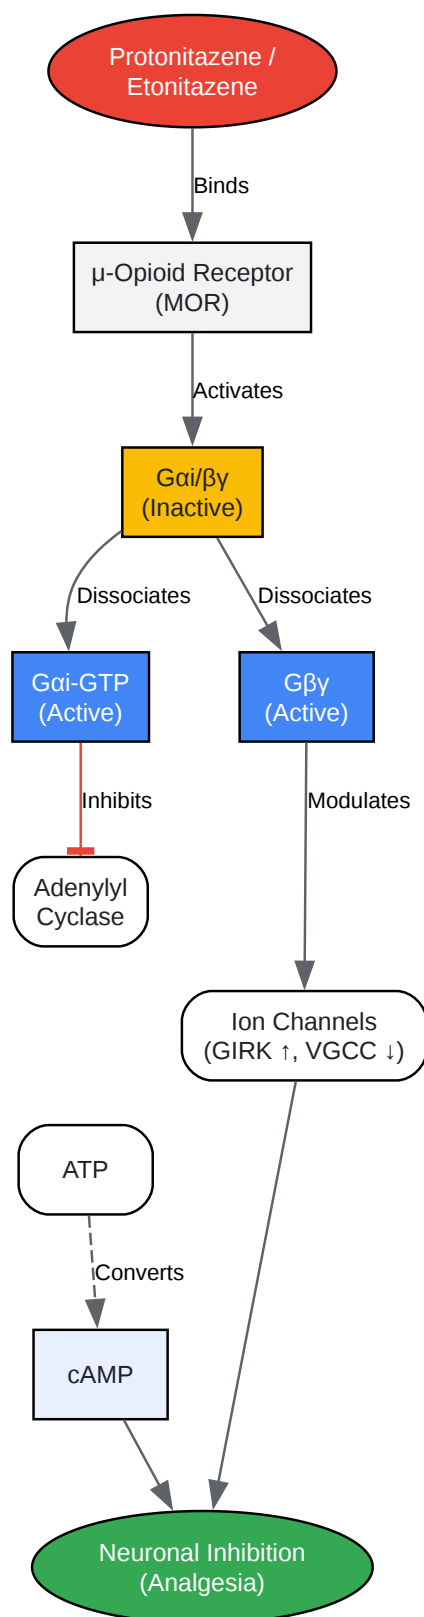 Protonitazene /
Etonitazene
Binds
μ-Opioid Receptor
(MOR)
Activates
Gαi/βγ
(Inactive)
Dissociates
Dissociates
Gαi-GTP
(Active)
Gβγ
(Active)
Inhibits
Modulates
Adenylyl
Cyclase
Ion Channels
(GIRK ↑, VGCC ↓)
ATP
Converts
cAMP
Neuronal Inhibition
(Analgesia)